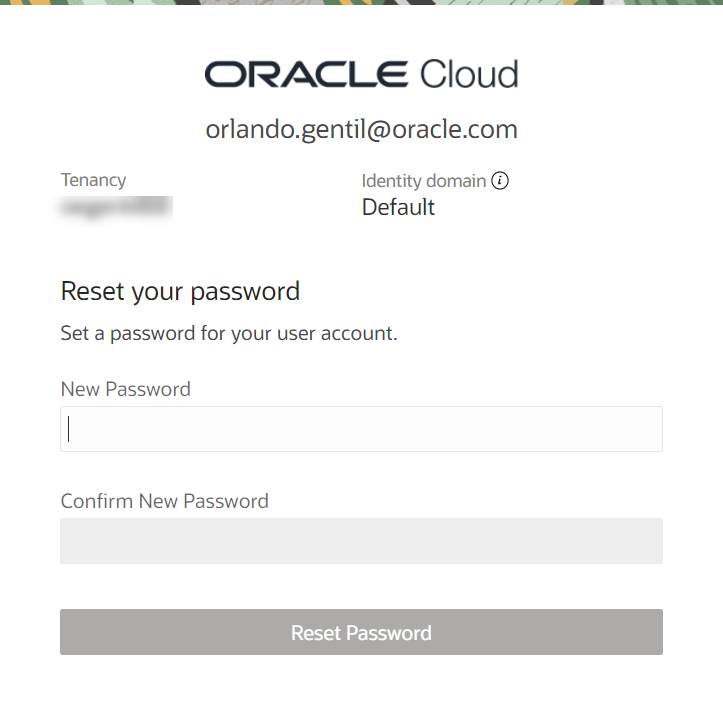 ORACLE Cloud
orlando.gentil@oracle.com
Tenancy
Identity domain
Default
Reset your password
Set a password for your user account.
New Password
Confirm New Password
Reset Password